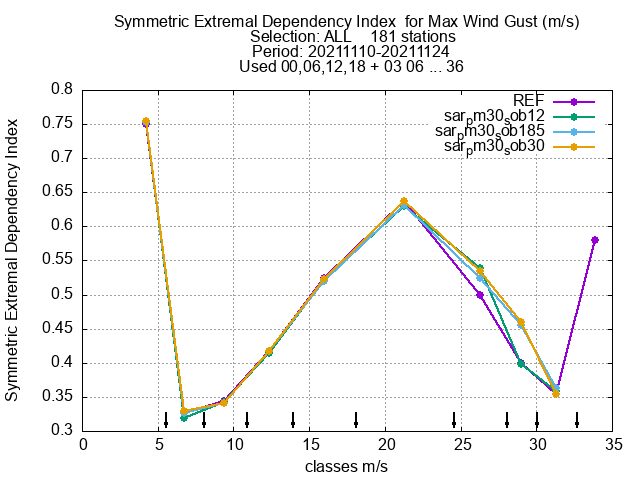 Symmetric Extremal Dependency Index  for Max Wind Gust (m/s)
Selection: ALL    181 stations
Period: 20211110-20211124
Used 00,06,12,18 + 03 06 ... 36
REF
sarpm30sob12
sarpm30sob185
sarpm30sob30
Symmetric Extremal Dependency Index
0.8
0.75
0.7
0.65
0.6
0.55
0.5
0.45
0.4
0.35
0.3
0 5 10 15 20 25 30 35
classes m/s